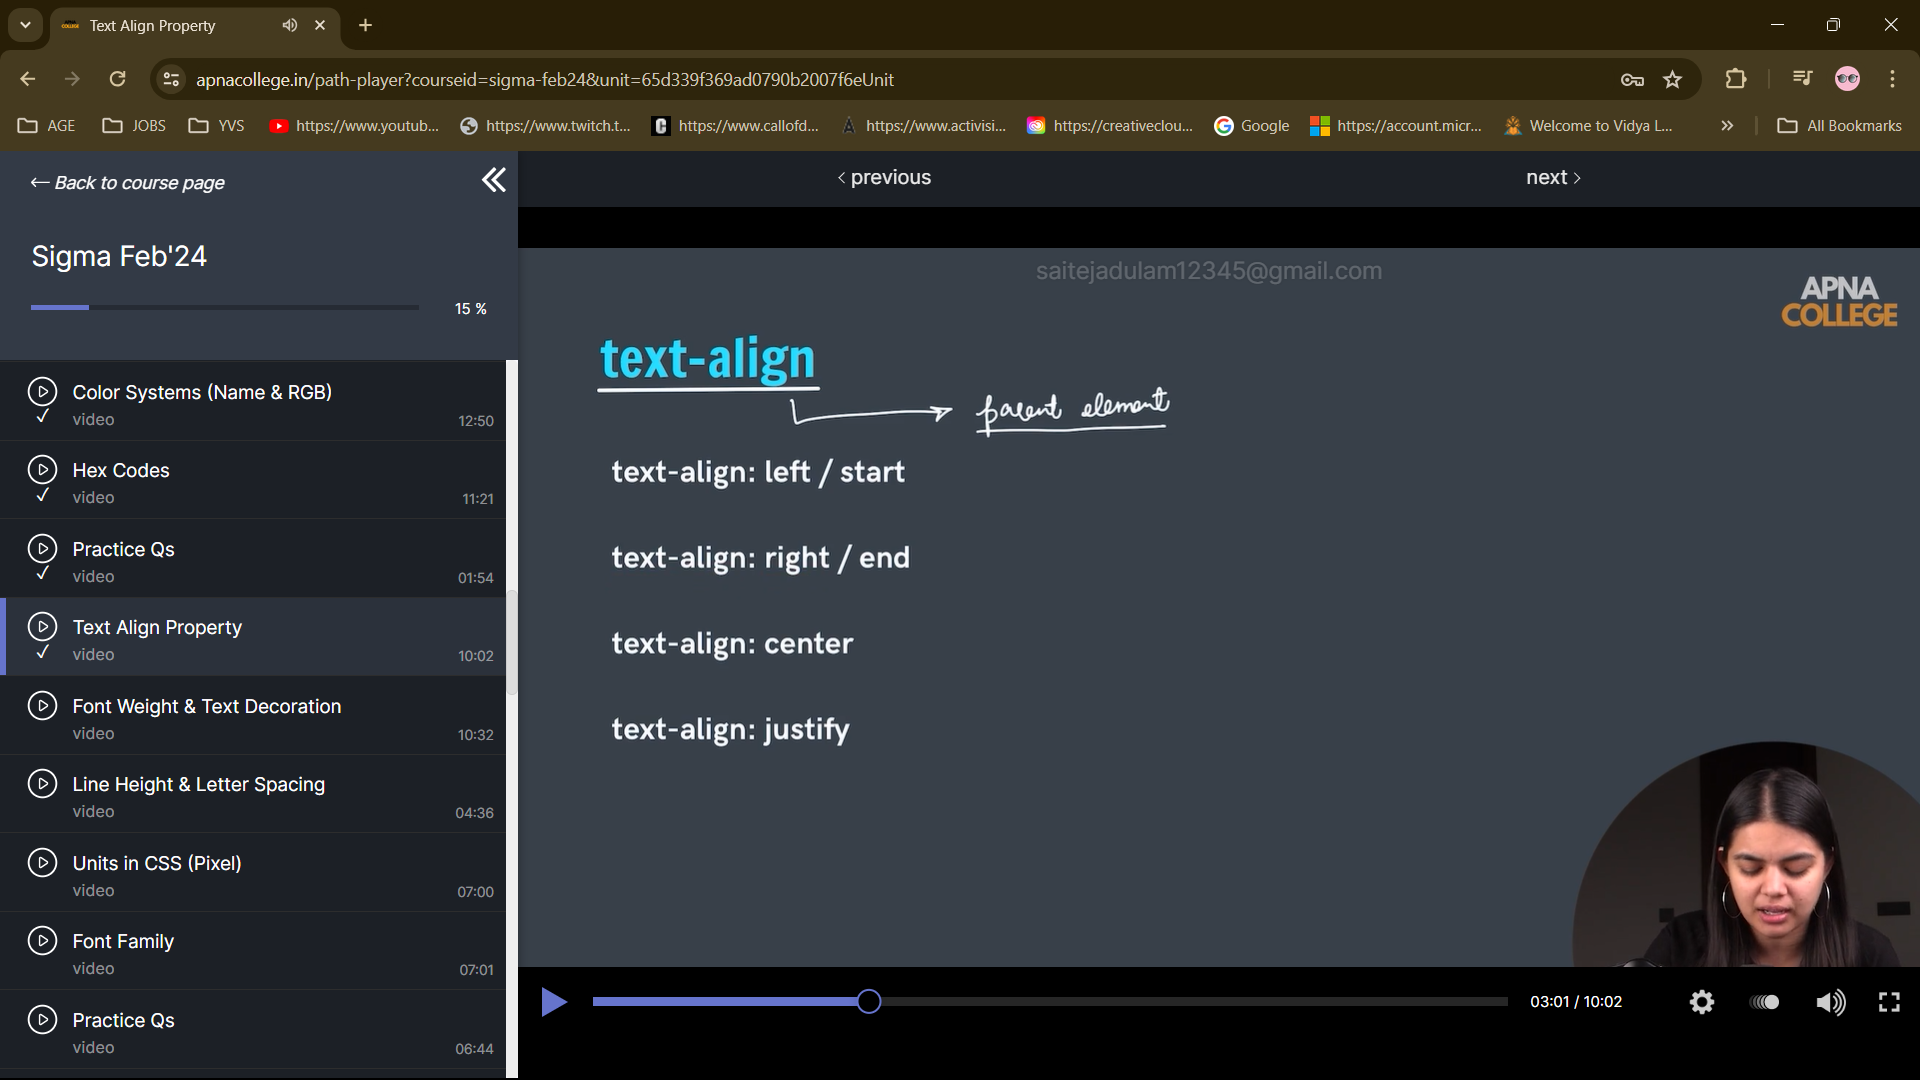 Text Align Property
apnacollege.in/path-player?courseid=sigma-feb24&unit=65d339f369ad0790b2007f6eUnit
AGE
JOBS
YVS
https://www.youtub...
https://www.twitch.t...
https://www.callofd...
https://www.activisi...
https://creativeclou...
Google
https://account.micr...
Welcome to Vidya L...
»
All Bookmarks
← Back to course page
Sigma Feb'24
15 %
Color Systems (Name & RGB)
video
12:50
Hex Codes
video
11:21
Practice Qs
video
01:54
Text Align Property
video
10:02
Font Weight & Text Decoration
video
10:32
Line Height & Letter Spacing
video
04:36
Units in CSS (Pixel)
video
07:00
Font Family
video
07:01
Practice Qs
video
06:44
‹ previous
next ›
saitejadulam12345@gmail.com
APNA
COLLEGE
text-align
parent element
text-align: left / start
text-align: right / end
text-align: center
text-align: justify
03:01 / 10:02